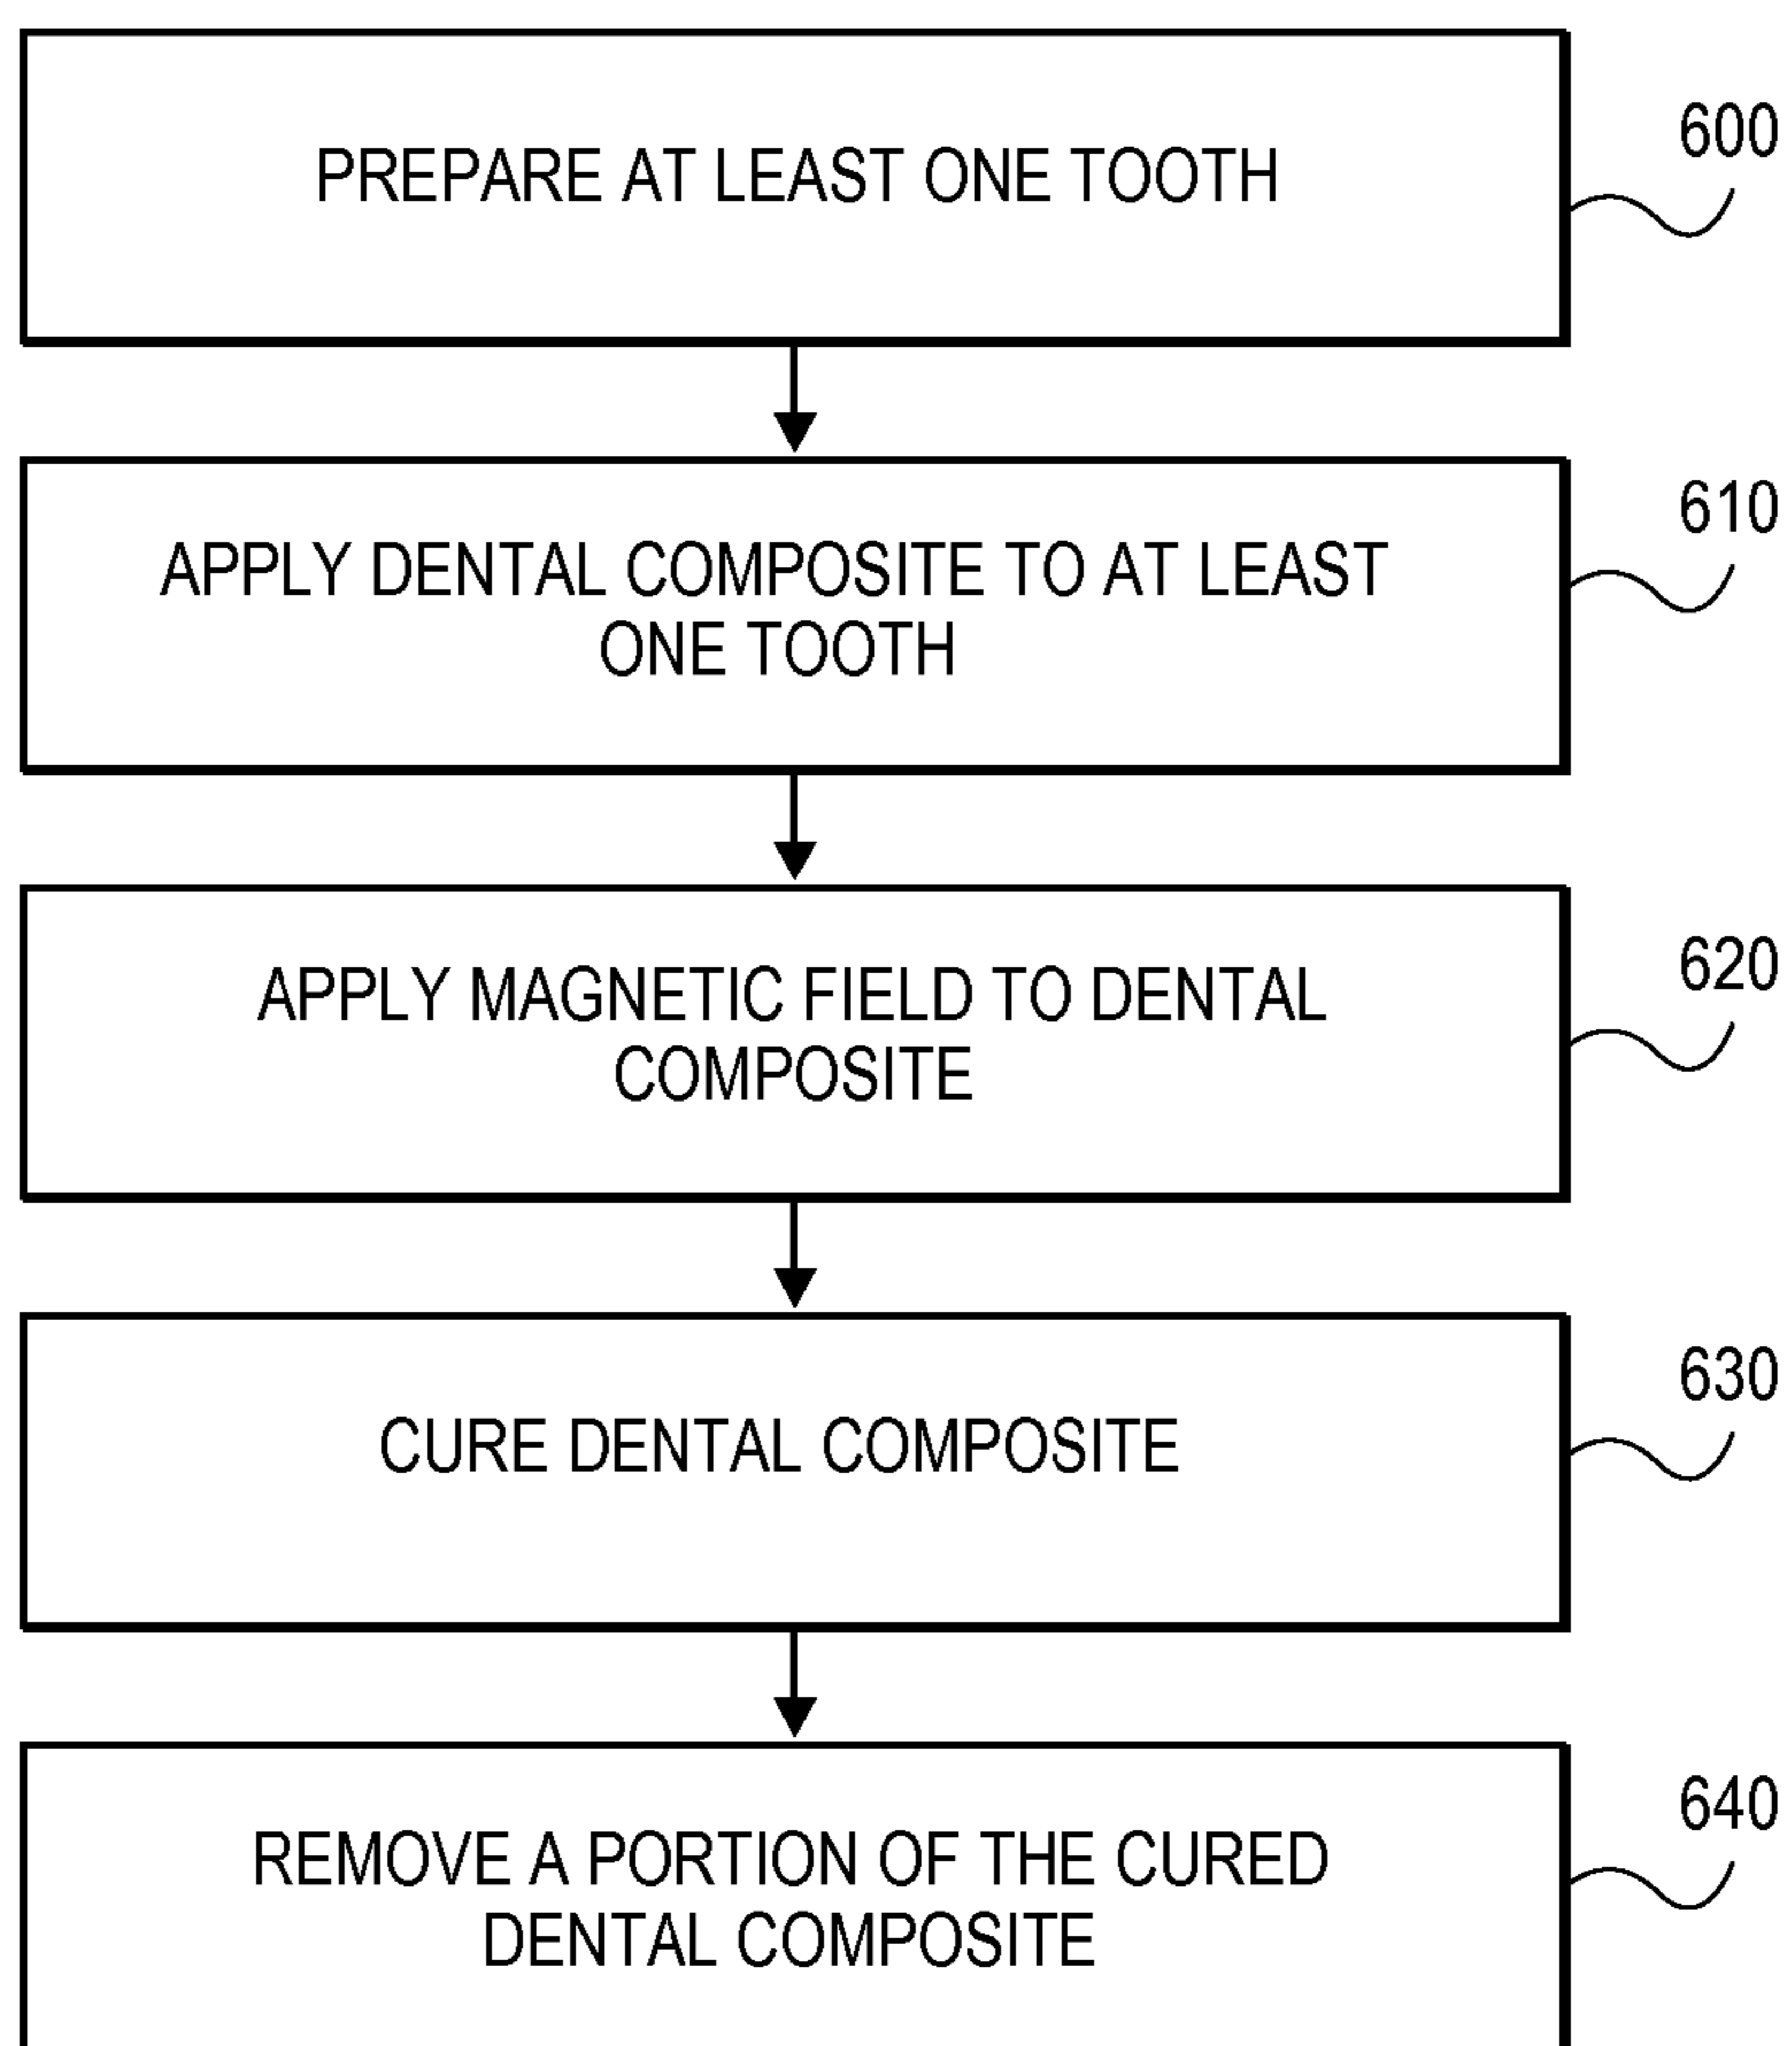 600
PREPARE AT LEAST ONE TOOTH
610
APPLY DENTAL COMPOSITE TO AT LEAST
ONE TOOTH
620
APPLY MAGNETIC FIELD TO DENTAL
COMPOSITE
630
CURE DENTAL COMPOSITE
640
REMOVE A PORTION OF THE CURED
DENTAL COMPOSITE